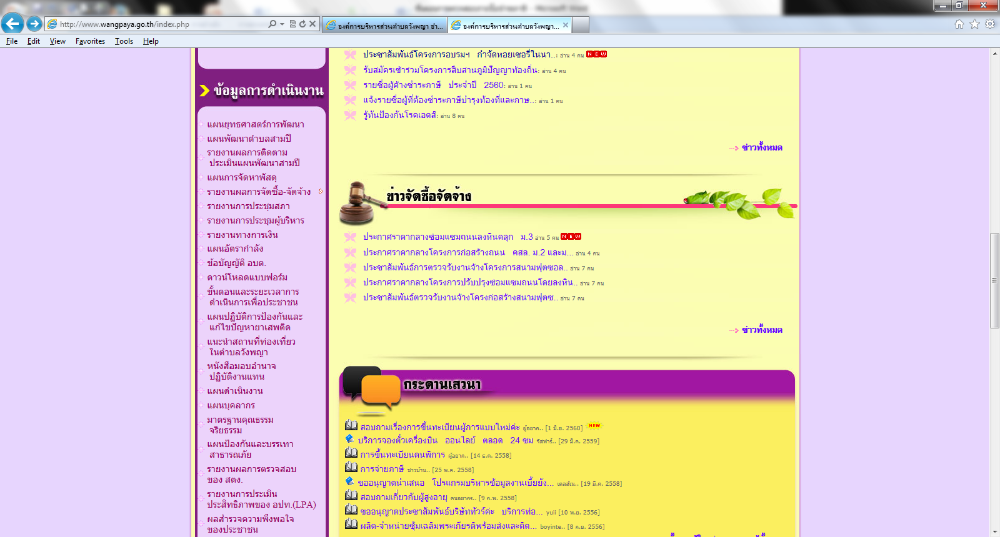 http://www.wangpaya.go.th/index.php
องค์การบริหารส่วนตำบลวังพญา อำ...
องค์การบริหารส่วนตำบลวังพญา...
File Edit View Favorites Tools Help
ข้อมูลการดำเนินงาน
แผนยุทธศาสตร์การพัฒนา
แผนพัฒนาตำบลสามปี
รายงานผลการติดตาม
ประเมินแผนพัฒนาสามปี
แผนการจัดหาพัสดุ
รายงานผลการจัดซื้อ-จัดจ้าง
รายงานการประชุมสภา
รายงานการประชุมผู้บริหาร
รายงานทางการเงิน
แผนอัตรากำลัง
ข้อบัญญัติ อบต.
ดาวน์โหลดแบบฟอร์ม
ขั้นตอนและระยะเวลาการ
ดำเนินการเพื่อประชาชน
แผนปฏิบัติการป้องกันและ
แก้ไขปัญหายาเสพติด
แนะนำสถานที่ท่องเที่ยว
ในตำบลวังพญา
หนังสือมอบอำนาจ
ปฏิบัติงานแทน
แผนดำเนินงาน
แผนบุคลากร
มาตรฐานคุณธรรม
จริยธรรม
แผนป้องกันและบรรเทา
สาธารณภัย
รายงานผลการตรวจสอบ
ของ สตง.
รายงานการประเมิน
ประสิทธิภาพของ อปท.(LPA)
ผลสำรวจความพึงพอใจ
ของประชาชน
ประชาสัมพันธ์โครงการอบรมฯ กำจัดหอยเชอรี่ในนา..: อ่าน 4 คน NEW
รับสมัครเข้าร่วมโครงการสืบสานภูมิปัญญาท้องถิ่น: อ่าน 4 คน
รายชื่อผู้ค้างชำระภาษี ประจำปี 2560: อ่าน 1 คน
แจ้งรายชื่อผู้ที่ต้องชำระภาษีบำรุงท้องที่และภาษ..: อ่าน 1 คน
รู้ทันป้องกันโรคเอดส์: อ่าน 8 คน
ข่าวทั้งหมด
ข่าวจัดซื้อจัดจ้าง
ประกาศราคากลางซ่อมแซมถนนลงหินคลุก ม.3 อ่าน 5 คน NEW
ประกาศราคากลางโครงการก่อสร้างถนน คสล. ม.2 และม... อ่าน 4 คน
ประชาสัมพันธ์การตรวจรับงานจ้างโครงการสนามฟุตซอล.. อ่าน 7 คน
ประกาศราคากลางโครงการปรับปรุงซ่อมแซมถนนโดยลงหิน.. อ่าน 7 คน
ประชาสัมพันธ์ตรวจรับงานจ้างโครงก่อสร้างสนามฟุตซ.. อ่าน 7 คน
ข่าวทั้งหมด
กระดานเสวนา
สอบถามเรื่องการขึ้นทะเบียนผู้การแบบใหม่ค่ะ ผู้อยาก.. [1 มิ.ย. 2560] NEW
บริการจองตั๋วเครื่องบิน ออนไลน์ ตลอด 24 ชม รัสฟาร์.. [29 มี.ค. 2559]
การขึ้นทะเบียนคนพิการ ผู้อยาก.. [14 ธ.ค. 2558]
การจ่ายภาษี ชาวบ้าน.. [25 พ.ค. 2558]
ขออนุญาตนำเสนอ โปรแกรมบริหารข้อมูลงานเบี้ยยัง... เดลส์เน.. [19 มี.ค. 2558]
สอบถามเกี่ยวกับผู้สูงอายุ คนอยากร.. [9 ก.พ. 2558]
ขออนุญาตประชาสัมพันธ์บริษัททัวร์ค่ะ บริการท่อ... yuii [10 พ.ย. 2556]
ผลิต-จำหน่ายซุ้มเฉลิมพระเกียรติพร้อมส่งและติด... boyinte.. [8 ก.ย. 2556]